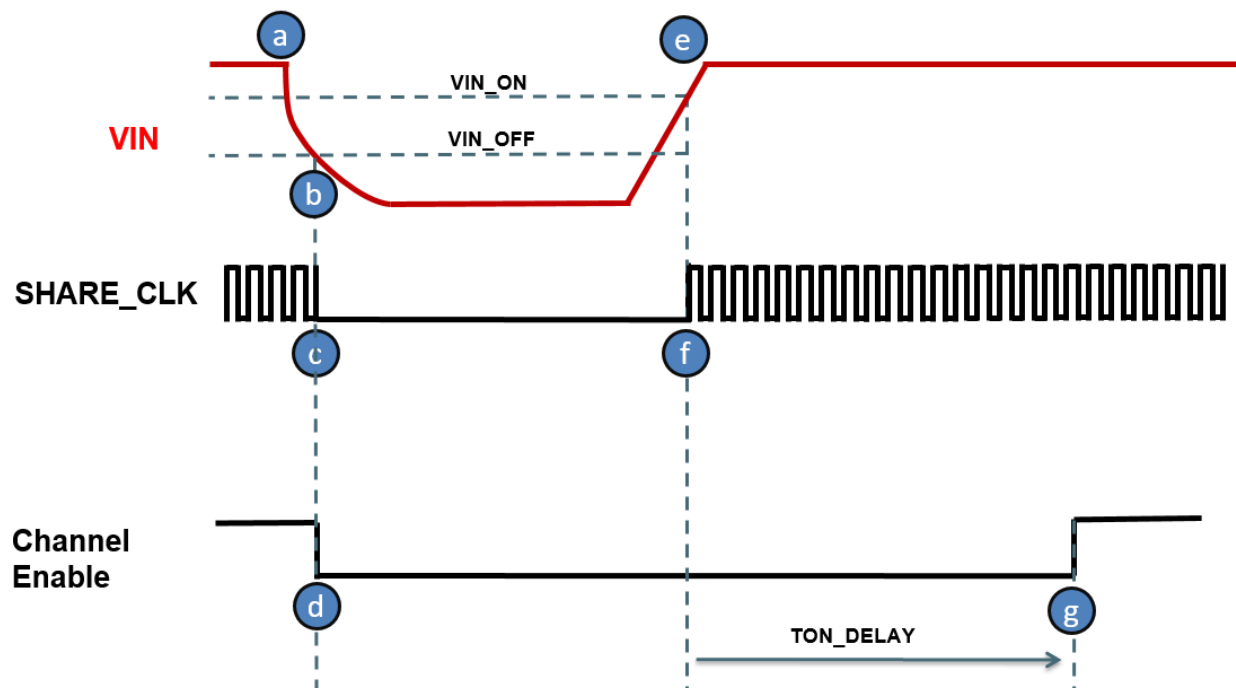 a
e
VIN_ON
VIN
VIN_OFF
b
SHARE_CLK
c
f
Channel
Enable
d
g
TON_DELAY